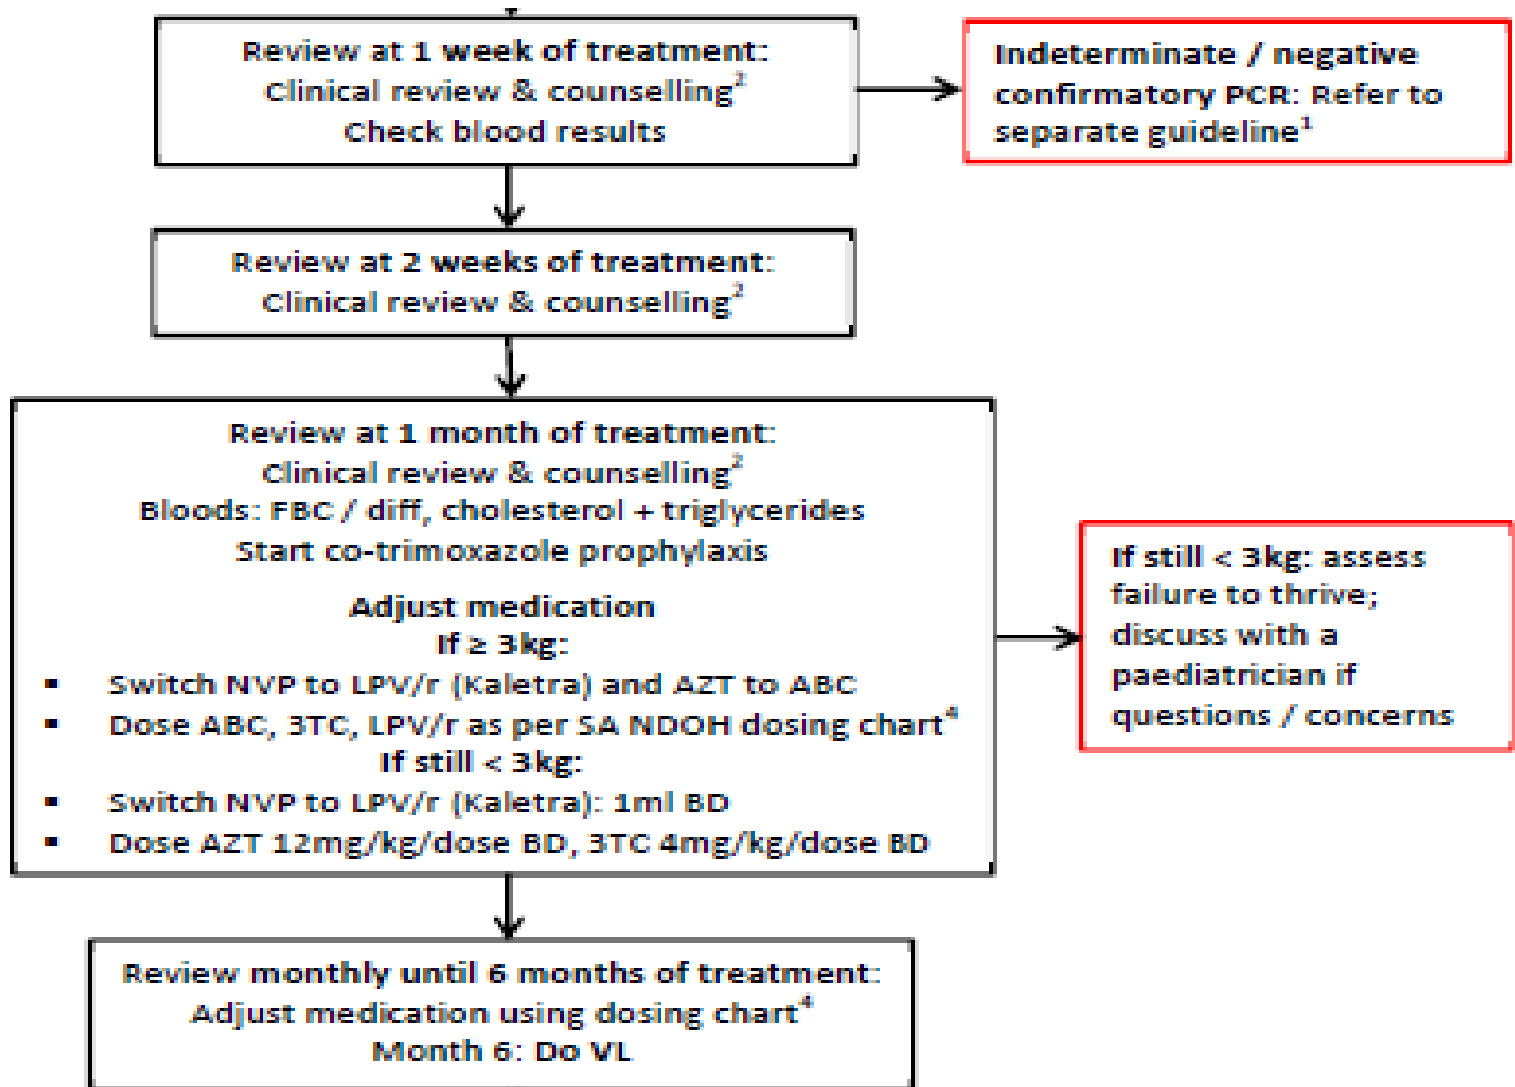 Review at 1 week of treatment:
Clinical review & counselling²
Check blood results
Indeterminate / negative
confirmatory PCR: Refer to
separate guideline¹
Review at 2 weeks of treatment:
Clinical review & counselling²
Review at 1 month of treatment:
Clinical review & counselling²
Bloods: FBC / diff, cholesterol + triglycerides
Start co-trimoxazole prophylaxis
Adjust medication
If ≥ 3kg:
▪ Switch NVP to LPV/r (Kaletra) and AZT to ABC
▪ Dose ABC, 3TC, LPV/r as per SA NDOH dosing chart⁴
If still < 3kg:
▪ Switch NVP to LPV/r (Kaletra): 1ml BD
▪ Dose AZT 12mg/kg/dose BD, 3TC 4mg/kg/dose BD
If still < 3kg: assess
failure to thrive;
discuss with a
paediatrician if
questions / concerns
Review monthly until 6 months of treatment:
Adjust medication using dosing chart⁴
Month 6: Do VL